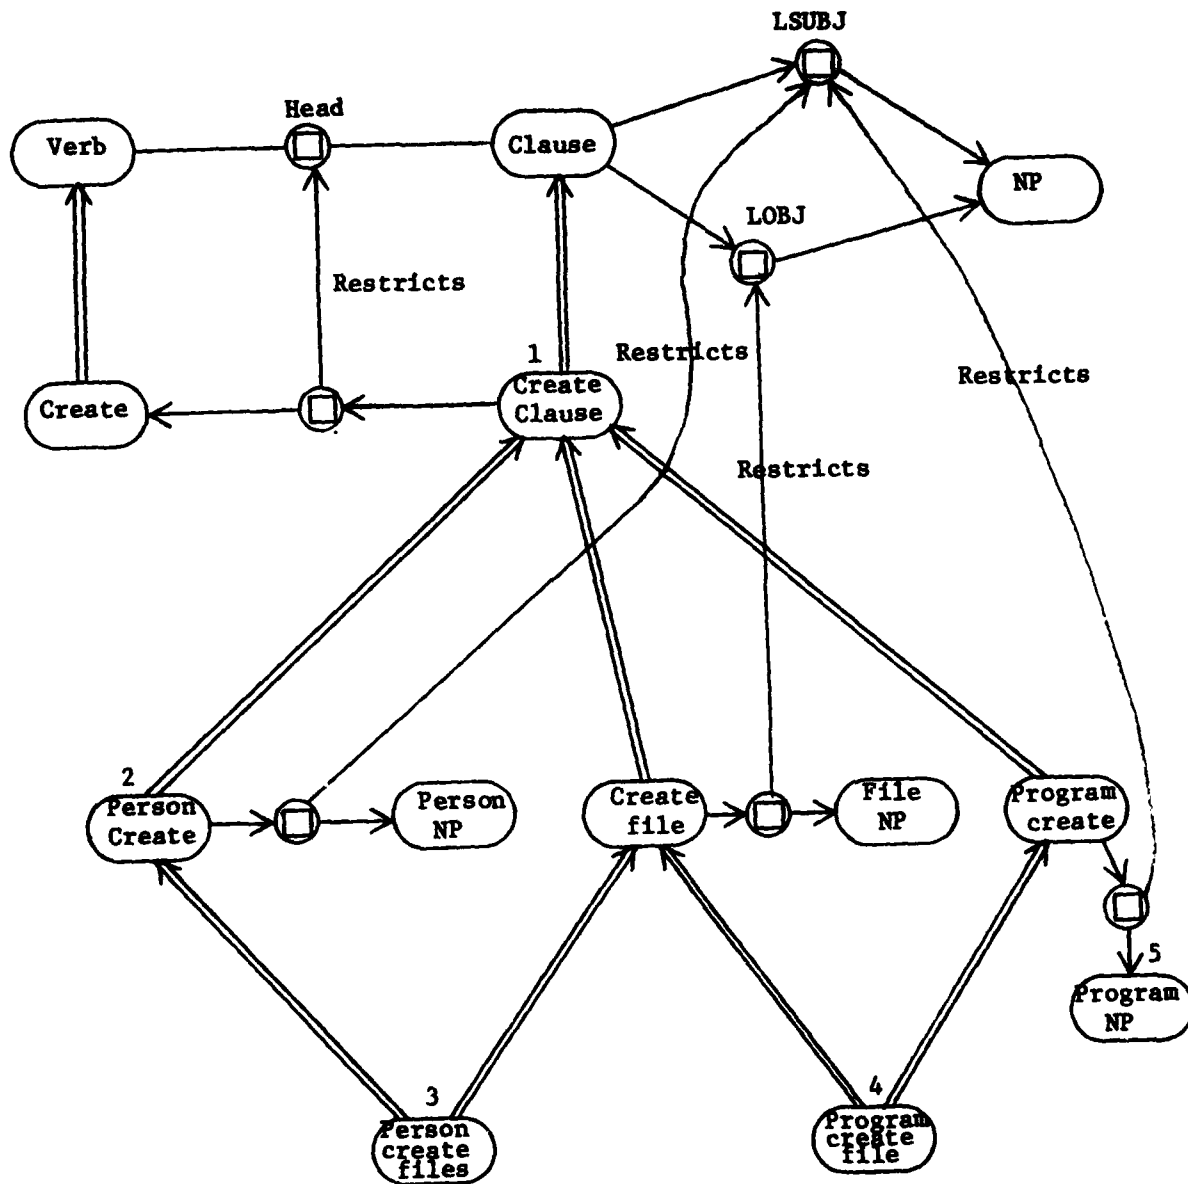 LSUBJ
Head
Verb
Clause
NP
LOBJ
Restricts
1
Restricts
Create
Create
Clause
Restricts
Restricts
2
Person
Create
Person
NP
Create
file
File
NP
Program
create
5
Program
NP
3
Person
create
files
4
Program
create
file